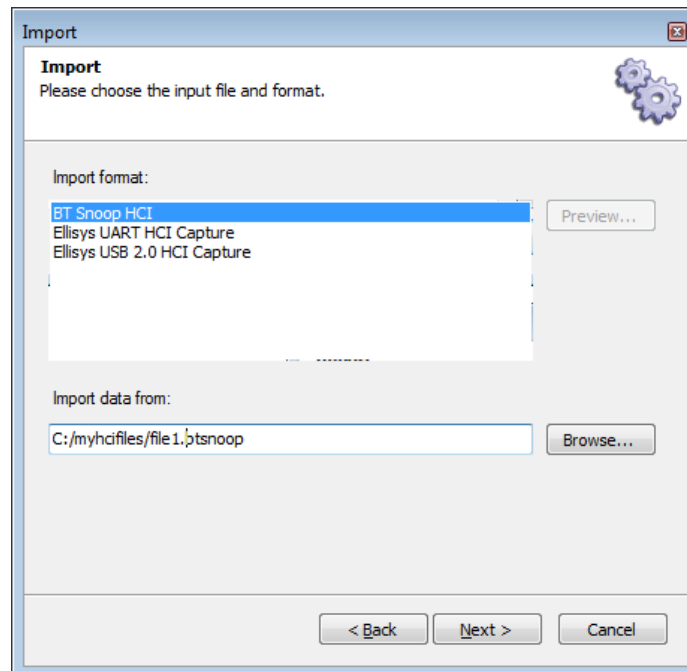 Import
Import
Please choose the input file and format.
Import format:
BT Snoop HCI
Preview...
Ellisys UART HCI Capture
Ellisys USB 2.0 HCI Capture
Import data from:
C:/myhcifiles/file1.btsnoop
Browse...
< Back
Next >
Cancel